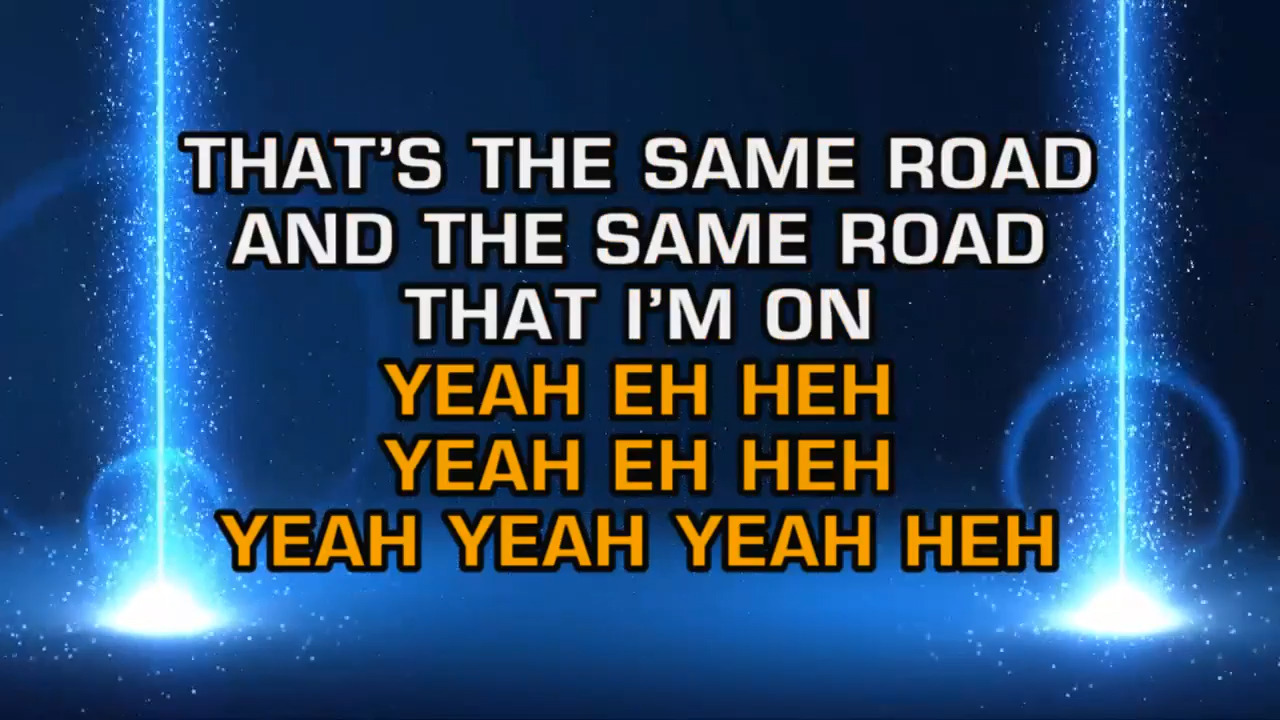 THAT’S THE SAME ROAD
AND THE SAME ROAD
THAT I’M ON
YEAH EH HEH
YEAH EH HEH
YEAH YEAH YEAH HEH